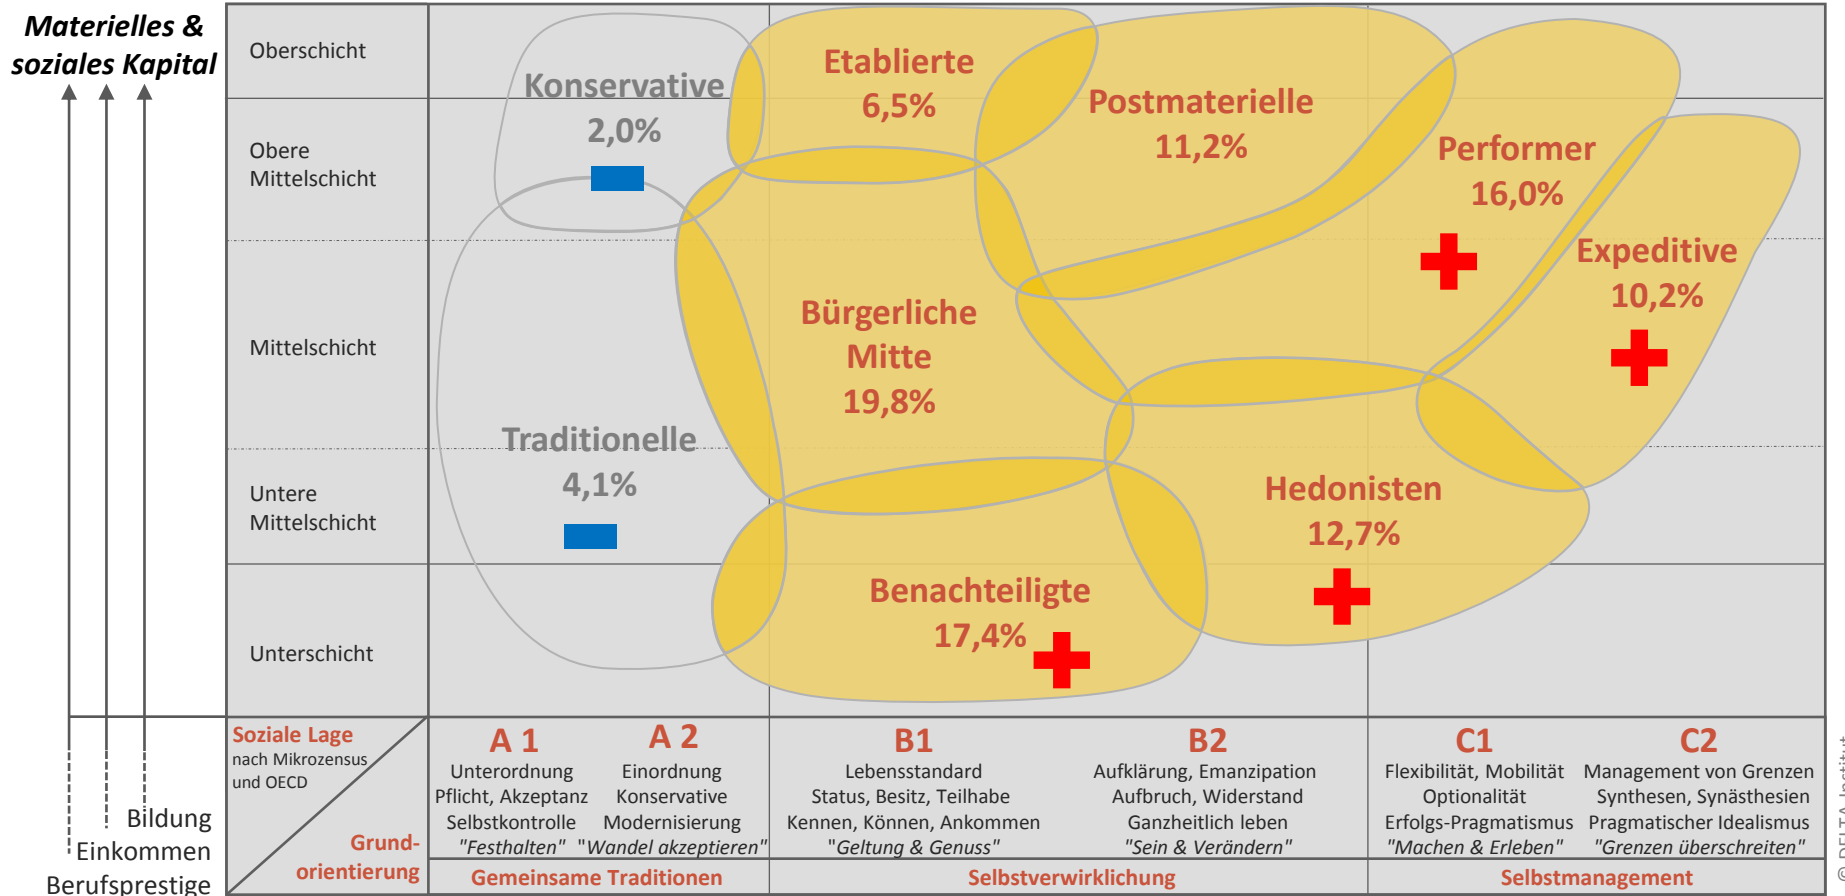 Materielles &
soziales Kapital
Oberschicht
Obere
Mittelschicht
Mittelschicht
Untere
Mittelschicht
Unterschicht
Konservative
2,0%
Etablierte
6,5%
Postmaterielle
11,2%
Performer
16,0%
Expeditive
10,2%
Bürgerliche
Mitte
19,8%
Traditionelle
4,1%
Hedonisten
12,7%
Benachteiligte
17,4%
Soziale Lage
nach Mikrozensus
und OECD
Grund-
orientierung
Bildung
Einkommen
Berufsprestige
A 1
Unterordnung
Pflicht, Akzeptanz
Selbstkontrolle
"Festhalten"
A 2
Einordnung
Konservative
Modernisierung
"Wandel akzeptieren"
B1
Lebensstandard
Status, Besitz, Teilhabe
Kennen, Können, Ankommen
"Geltung & Genuss"
B2
Aufklärung, Emanzipation
Aufbruch, Widerstand
Ganzheitlich leben
"Sein & Verändern"
C1
Flexibilität, Mobilität
Optionalität
Erfolgs-Pragmatismus
"Machen & Erleben"
C2
Management von Grenzen
Synthesen, Synästhesien
Pragmatischer Idealismus
"Grenzen überschreiten"
Gemeinsame Traditionen
Selbstverwirklichung
Selbstmanagement
© DELTA-Institut